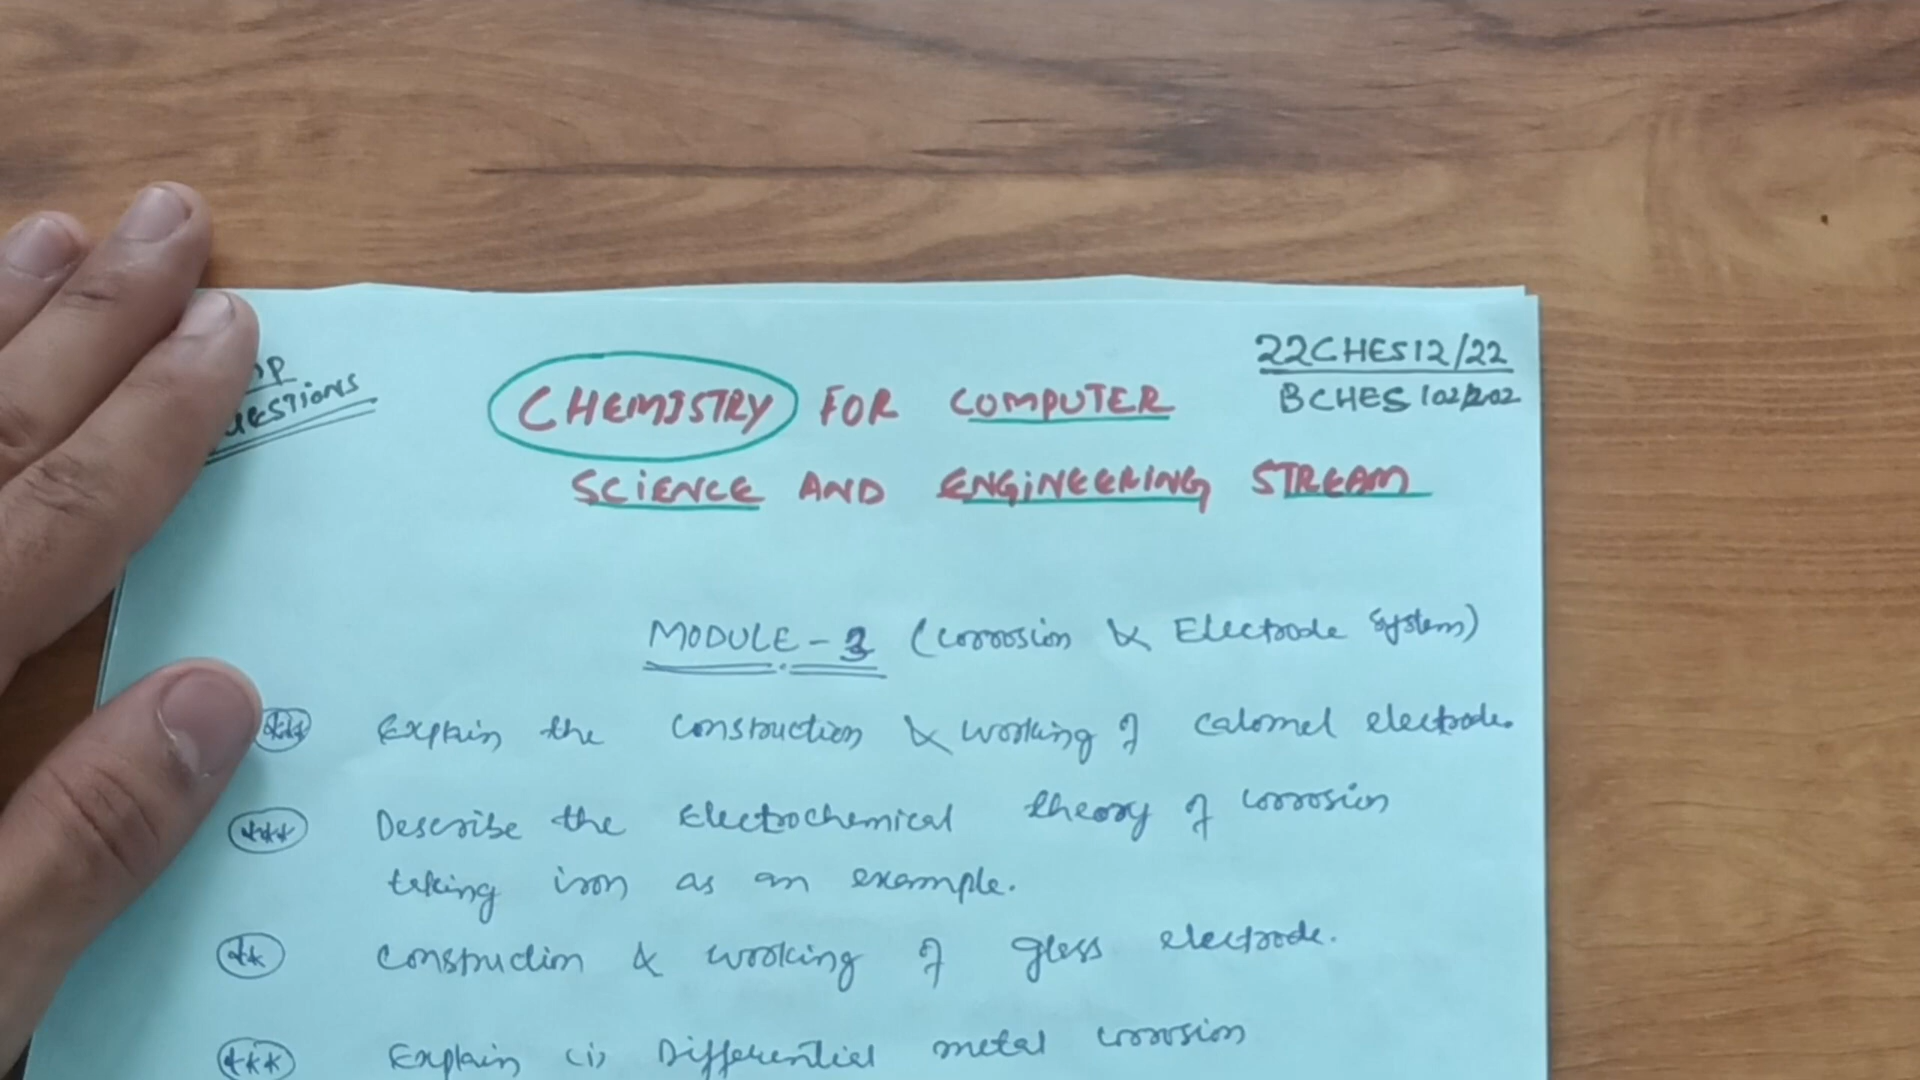 22CHES12/22
BCHES 102/202
CHEMISTRY FOR COMPUTER
SCIENCE AND ENGINEERING STREAM
MODULE - 3 (Corrosion & Electrode System)
*** Explain the construction & working of calomel electrode.
*** Describe the Electrochemical theory of corrosion
taking iron as an example.
** Construction & working of glass electrode.
*** Explain (i) Differential metal corrosion